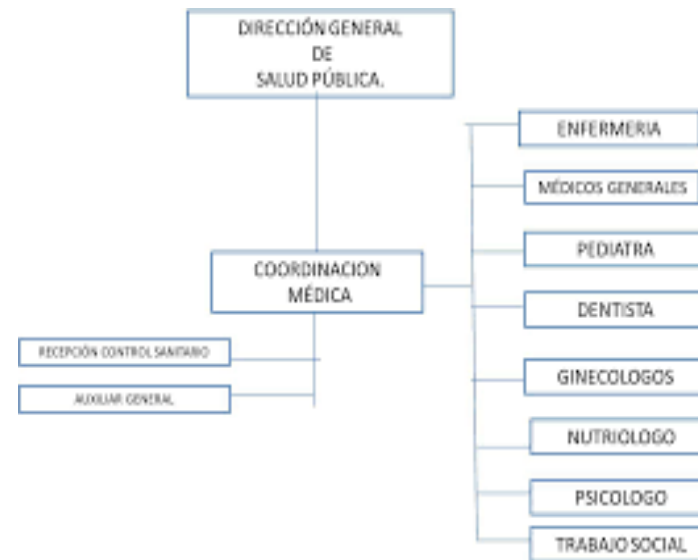 DIRECCIÓN GENERAL
DE
SALUD PÚBLICA.
ENFERMERIA
MÉDICOS GENERALES
PEDIATRA
COORDINACION
MÉDICA
DENTISTA
RECEPCIÓN CONTROL SANITARIO
AUXILIAR GENERAL
GINECOLOGOS
NUTRIOLOGO
PSICOLOGO
TRABAJO SOCIAL